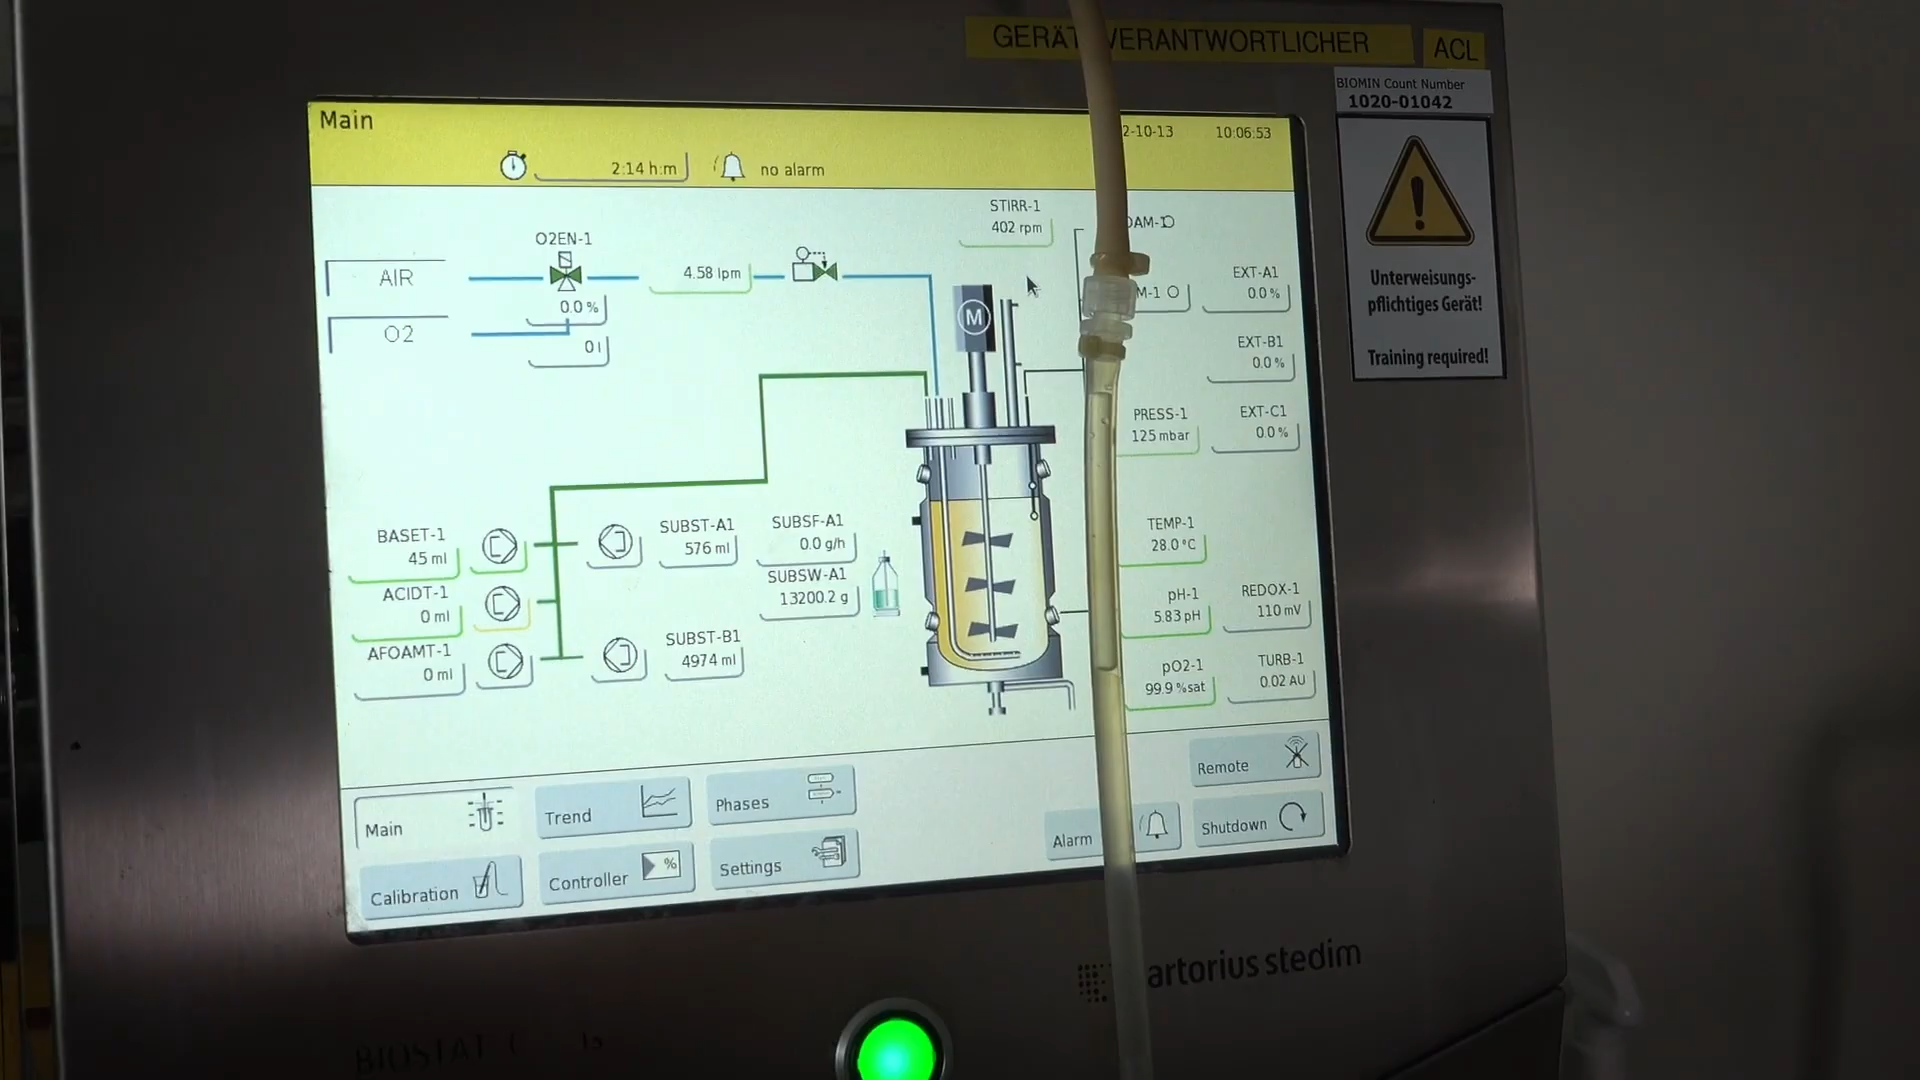 GERÄTEVERANTWORTLICHER ACL
BIOMIN Count Number
1020-01042
Unterweisungs-
pflichtiges Gerät!
Training required!
Main
2-10-13 10:06:53
2:14 h:m no alarm
STIRR-1
402 rpm
O2EN-1
AIR
4.58 lpm
0.0 %
O2
0 l
M
EXT-A1
M-1
0.0 %
EXT-B1
0.0 %
PRESS-1
125 mbar
EXT-C1
0.0 %
BASET-1
45 ml
SUBST-A1
576 ml
SUBSF-A1
0.0 g/h
SUBSW-A1
13200.2 g
ACIDT-1
0 ml
AFOAMT-1
0 ml
SUBST-B1
4974 ml
TEMP-1
28.0 °C
pH-1
5.83 pH
REDOX-1
110 mV
pO2-1
99.9 %sat
TURB-1
0.02 AU
Main
Trend
Phases
Remote
Calibration
Controller
%
Settings
Alarm
Shutdown
artorius stedim
BIOSTAT